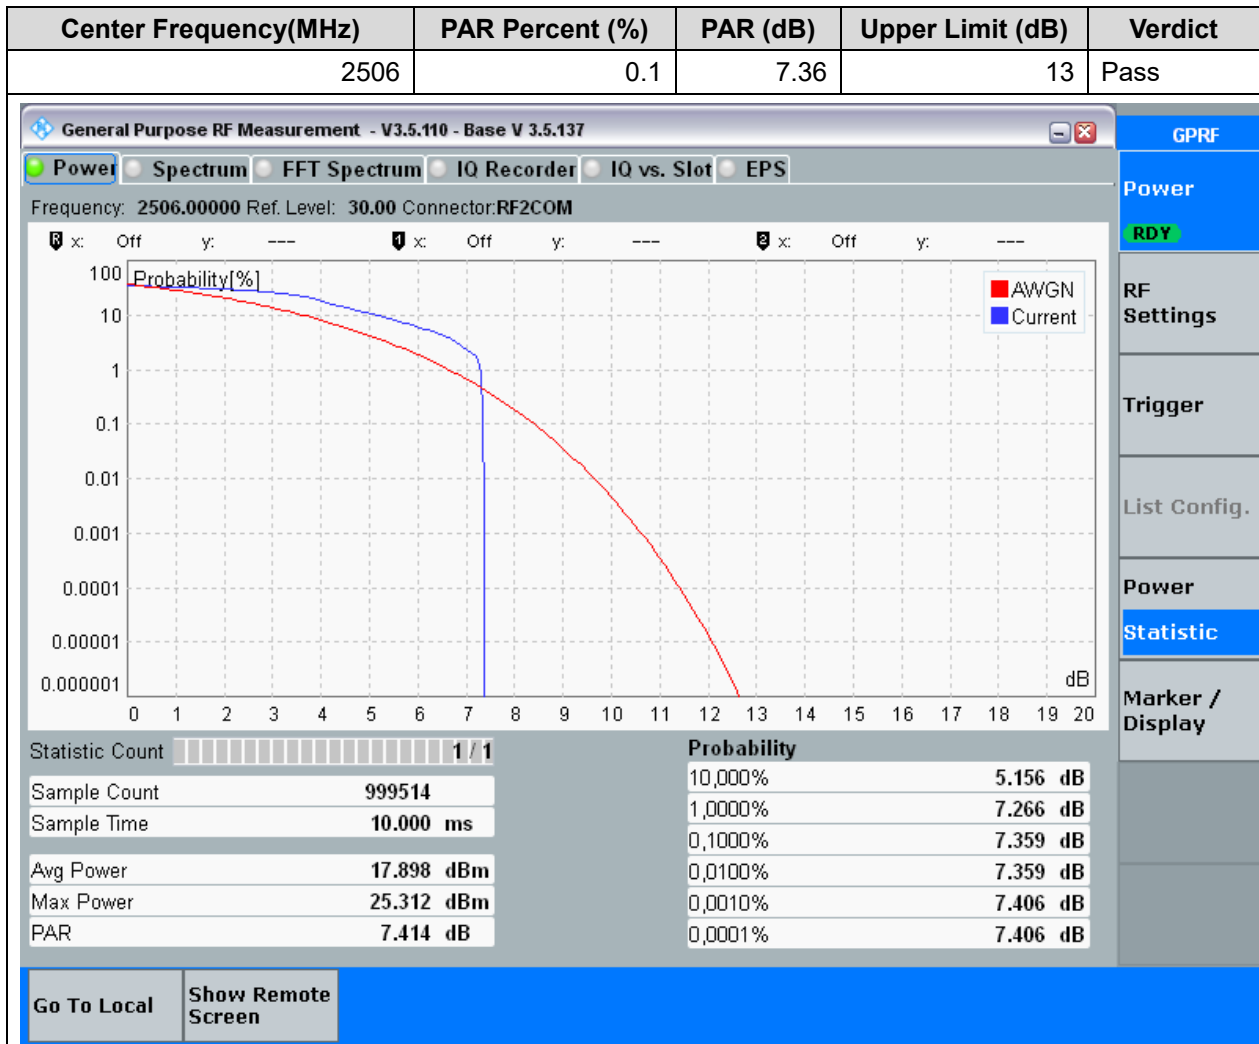 Center Frequency(MHz) PAR Percent (%) PAR (dB) Upper Limit (dB) Verdict
2506 0.1 7.36 13 Pass
General Purpose RF Measurement - V3.5.110 - Base V 3.5.137
GPRF
Power Spectrum FFT Spectrum IQ Recorder IQ vs. Slot EPS
Power
RDY
Frequency: 2506.00000 Ref. Level: 30.00 Connector:RF2COM
R x: Off y: --- 1 x: Off y: --- 2 x: Off y: ---
Probability[%]
100
10
1
0.1
0.01
0.001
0.0001
0.00001
0.000001
AWGN
Current
dB
0 1 2 3 4 5 6 7 8 9 10 11 12 13 14 15 16 17 18 19 20
RF
Settings
Trigger
List Config.
Power
Statistic
Marker /
Display
Statistic Count 1 / 1
Sample Count 999514
Sample Time 10.000 ms
Avg Power 17.898 dBm
Max Power 25.312 dBm
PAR 7.414 dB
Probability
10,000% 5.156 dB
1,0000% 7.266 dB
0,1000% 7.359 dB
0,0100% 7.359 dB
0,0010% 7.406 dB
0,0001% 7.406 dB
Go To Local
Show Remote
Screen